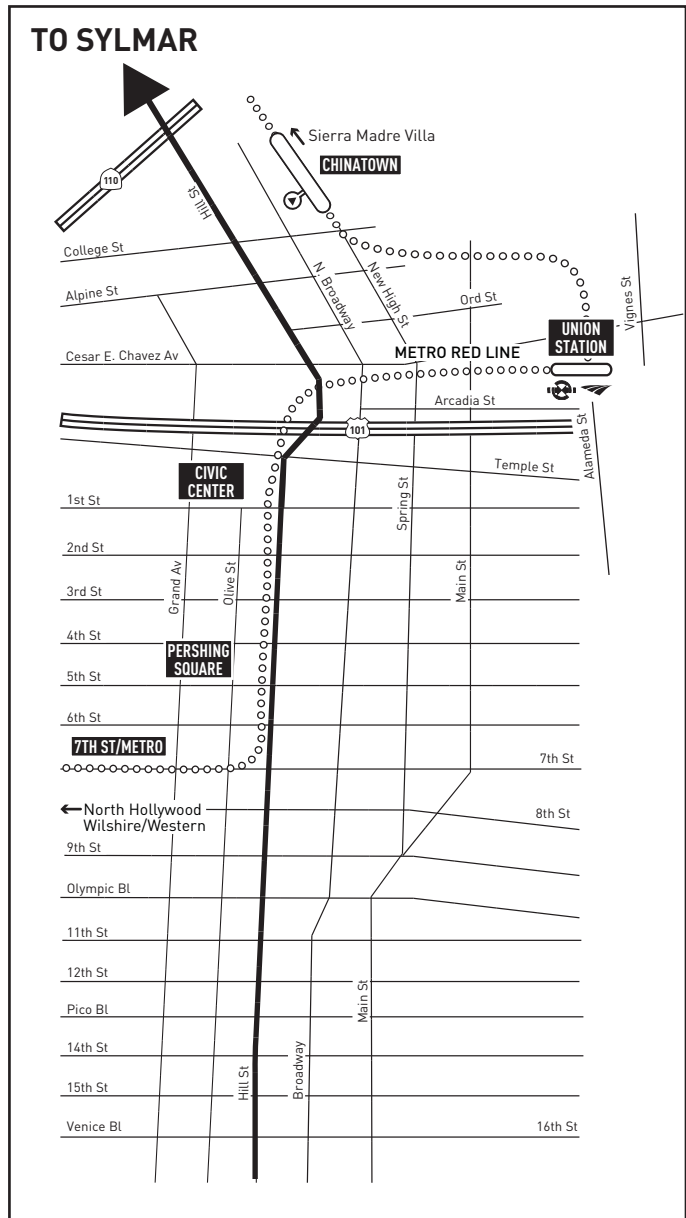 TO SYLMAR
Sierra Madre Villa
CHINATOWN
110
Hill St
College St
N. Broadway
New High St
Vignes St
Alpine St
Ord St
UNION
STATION
Cesar E. Chavez Av
METRO RED LINE
Arcadia St
101
Alameda St
Temple St
CIVIC
CENTER
1st St
Spring St
2nd St
Grand Av
Olive St
Main St
3rd St
4th St
PERSHING
SQUARE
5th St
6th St
7TH ST/METRO
7th St
North Hollywood
Wilshire/Western
8th St
9th St
Olympic Bl
11th St
12th St
Main St
Pico Bl
14th St
Hill St
Broadway
15th St
Venice Bl
16th St